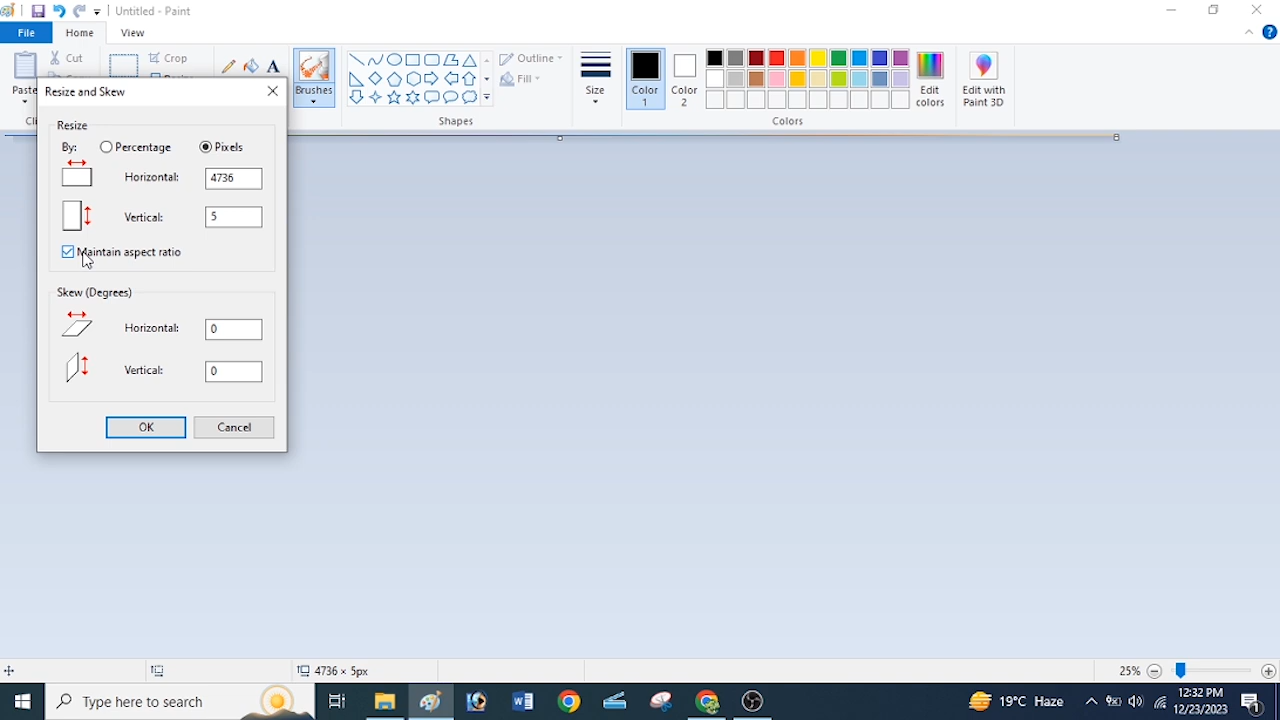 Untitled - Paint
File Home View
Cut
Crop
Paste
Brushes
Outline
Fill
Size
Color 1
Color 2
Edit colors
Edit with Paint 3D
Shapes
Colors
Resize and Skew
Resize
By: Percentage Pixels
Horizontal: 4736
Vertical: 5
Maintain aspect ratio
Skew (Degrees)
Horizontal: 0
Vertical: 0
OK Cancel
4736 × 5px
25%
Type here to search
19°C Haze
12:32 PM
12/23/2023